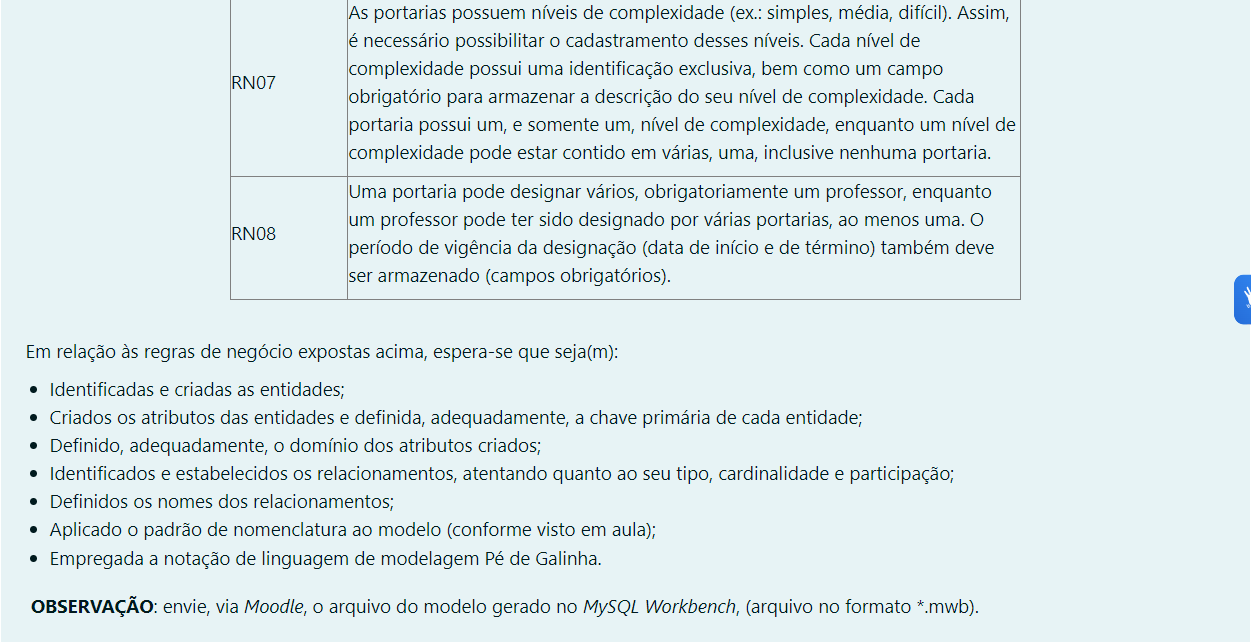 As portarias possuem níveis de complexidade (ex.: simples, média, difícil). Assim,
é necessário possibilitar o cadastramento desses níveis. Cada nível de
RN07
complexidade possui uma identificação exclusiva, bem como um campo
obrigatório para armazenar a descrição do seu nível de complexidade. Cada
portaria possui um, e somente um, nível de complexidade, enquanto um nível de
complexidade pode estar contido em várias, uma, inclusive nenhuma portaria.
Uma portaria pode designar vários, obrigatoriamente um professor, enquanto
um professor pode ter sido designado por várias portarias, ao menos uma. O
RN08
período de vigência da designação (data de início e de término) também deve
ser armazenado (campos obrigatórios).
Em relação às regras de negócio expostas acima, espera-se que seja(m):
• Identificadas e criadas as entidades;
• Criados os atributos das entidades e definida, adequadamente, a chave primária de cada entidade;
• Definido, adequadamente, o domínio dos atributos criados;
• Identificados e estabelecidos os relacionamentos, atentando quanto ao seu tipo, cardinalidade e participação;
• Definidos os nomes dos relacionamentos;
• Aplicado o padrão de nomenclatura ao modelo (conforme visto em aula);
• Empregada a notação de linguagem de modelagem Pé de Galinha.
OBSERVAÇÃO: envie, via Moodle, o arquivo do modelo gerado no MySQL Workbench, (arquivo no formato *.mwb).